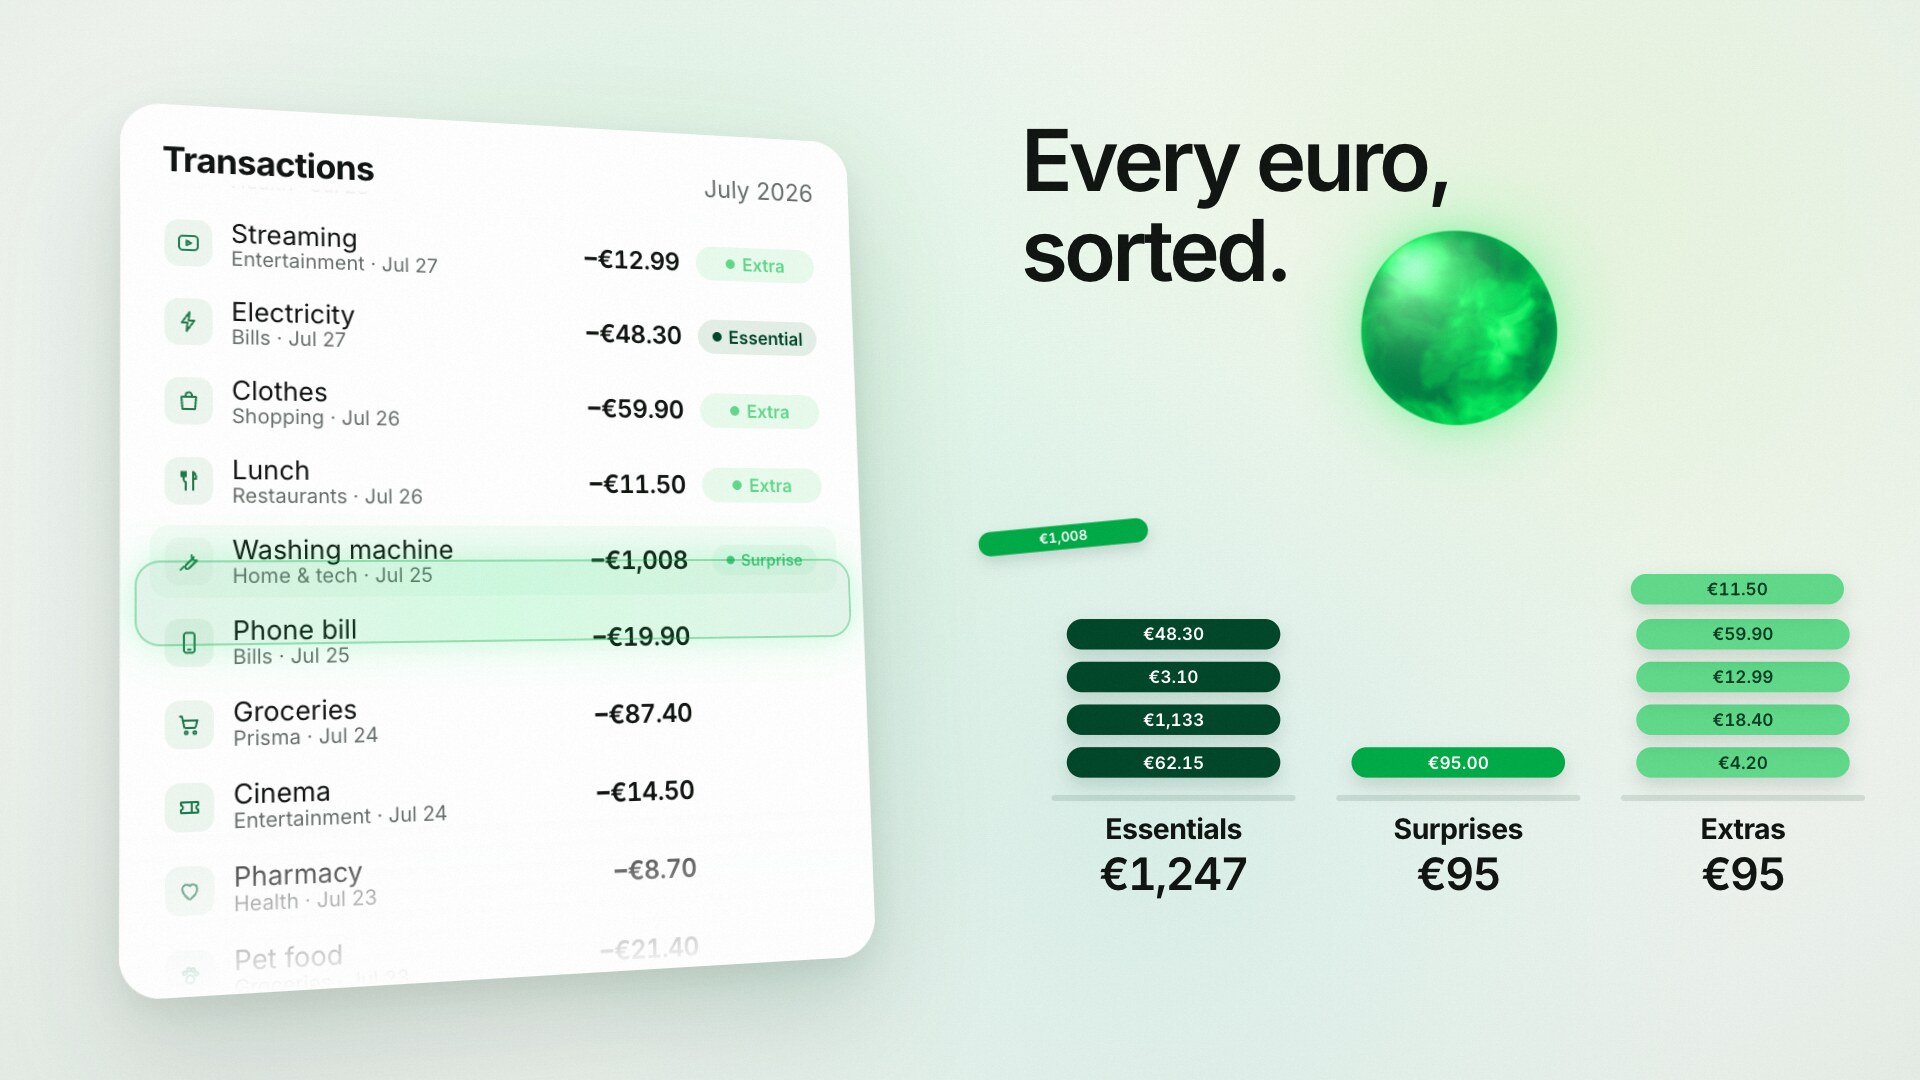 Transactions
July 2026
Streaming
Entertainment · Jul 27
−€12.99
Extra
Electricity
Bills · Jul 27
−€48.30
Essential
Clothes
Shopping · Jul 26
−€59.90
Extra
Lunch
Restaurants · Jul 26
−€11.50
Extra
Washing machine
Home & tech · Jul 25
−€1,008
Surprise
Phone bill
Bills · Jul 25
−€19.90
Groceries
Prisma · Jul 24
−€87.40
Cinema
Entertainment · Jul 24
−€14.50
Pharmacy
Health · Jul 23
−€8.70
Pet food
Groceries · Jul 23
−€21.40
Every euro,
sorted.
€1,008
€48.30
€3.10
€1,133
€62.15
Essentials
€1,247
€95.00
Surprises
€95
€11.50
€59.90
€12.99
€18.40
€4.20
Extras
€95